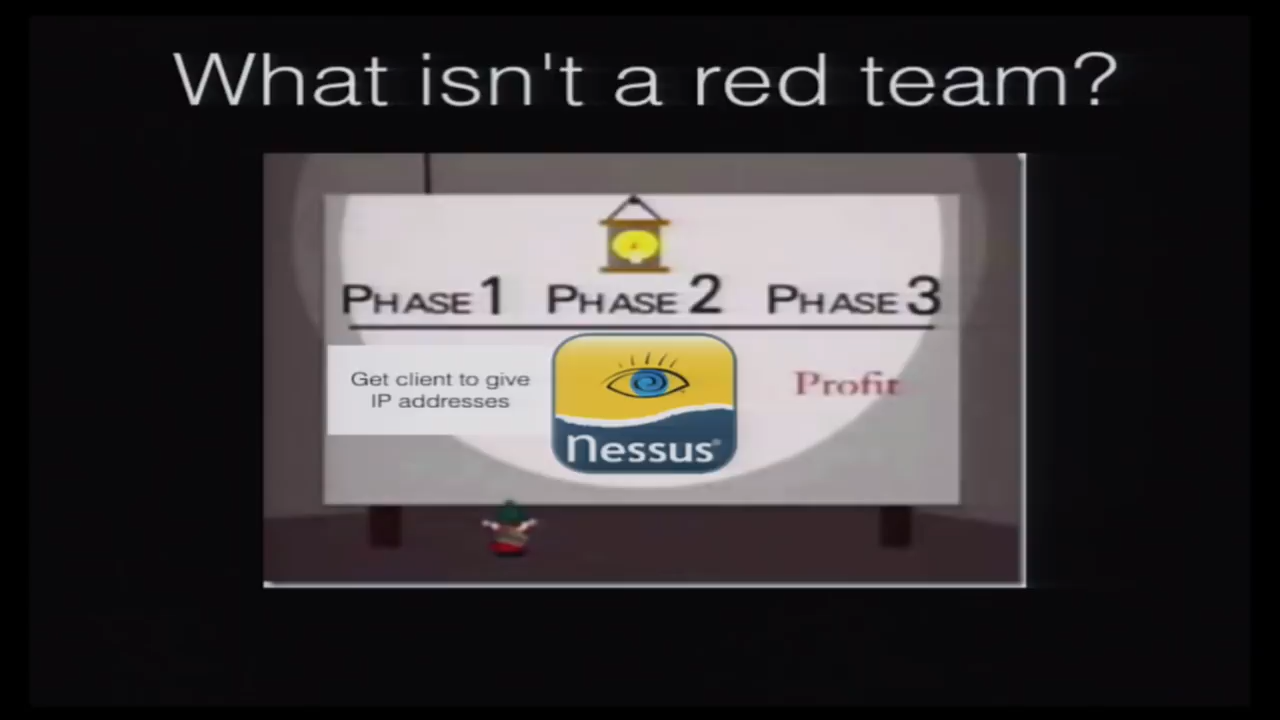 What isn't a red team?
PHASE 1 PHASE 2 PHASE 3
Get client to give
IP addresses
Profit
nessus®